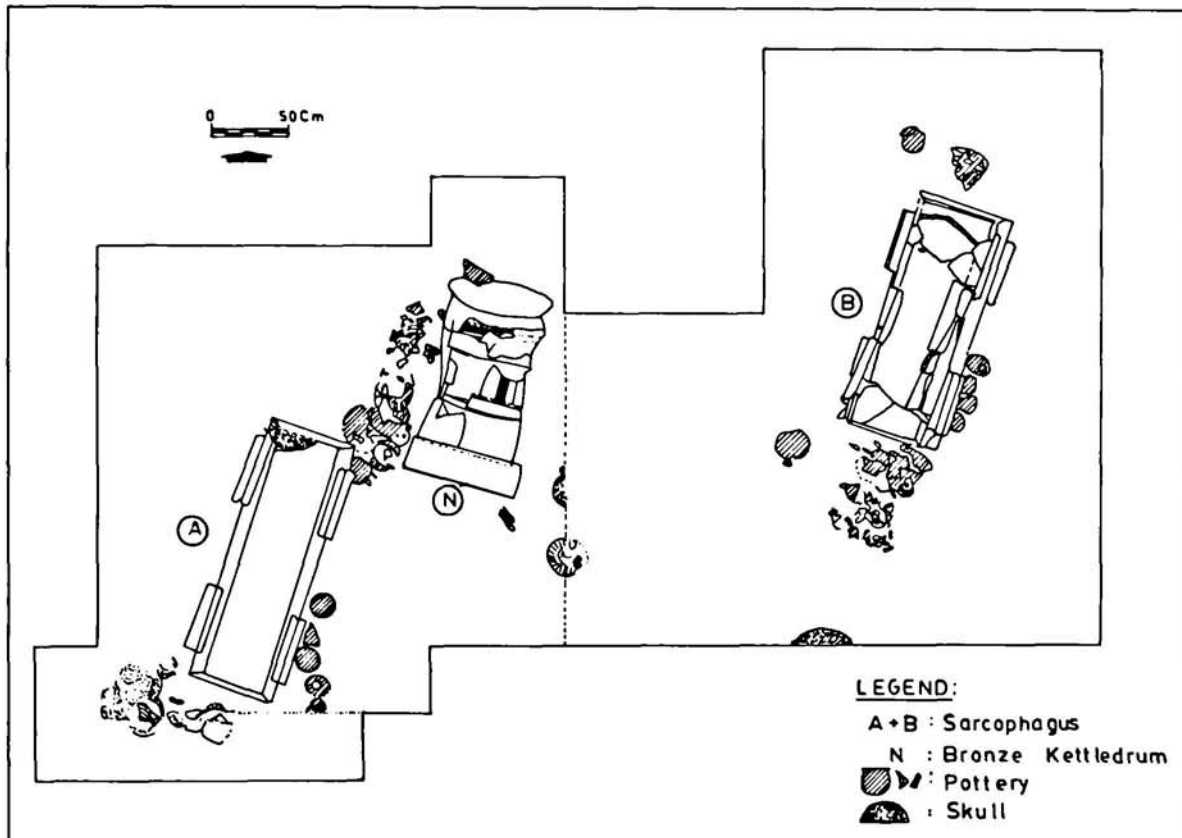 0 50Cm
B
A
N
LEGEND:
A+B : Sarcophagus
N : Bronze Kettledrum
: Pottery
: Skull